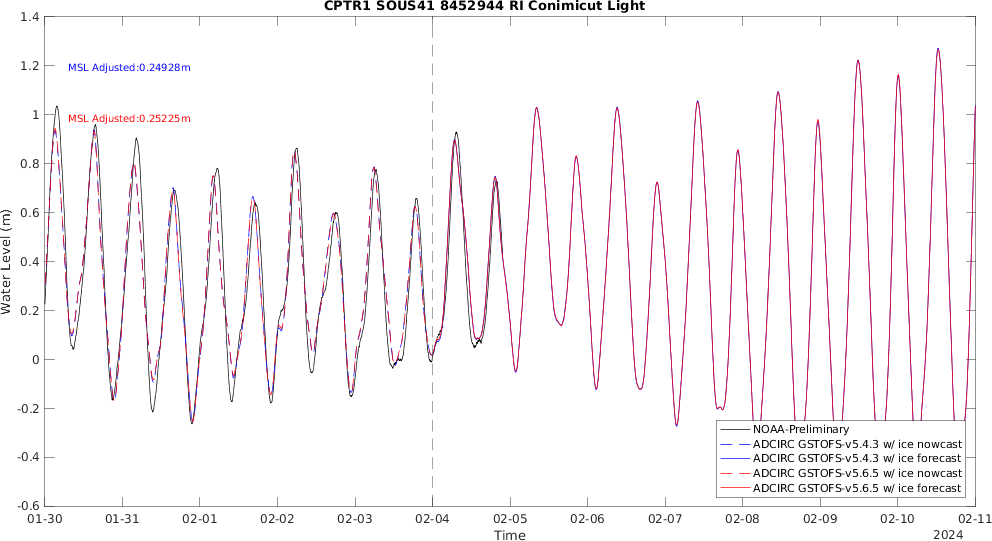 CPTR1 SOUS41 8452944 RI Conimicut Light
MSL Adjusted:0.24928m
MSL Adjusted:0.25225m
Water Level (m)
1.4
1.2
1
0.8
0.6
0.4
0.2
0
-0.2
-0.4
-0.6
NOAA-Preliminary
ADCIRC GSTOFS-v5.4.3 w/ ice nowcast
ADCIRC GSTOFS-v5.4.3 w/ ice forecast
ADCIRC GSTOFS-v5.6.5 w/ ice nowcast
ADCIRC GSTOFS-v5.6.5 w/ ice forecast
01-30 01-31 02-01 02-02 02-03 02-04 02-05 02-06 02-07 02-08 02-09 02-10 02-11
Time
2024